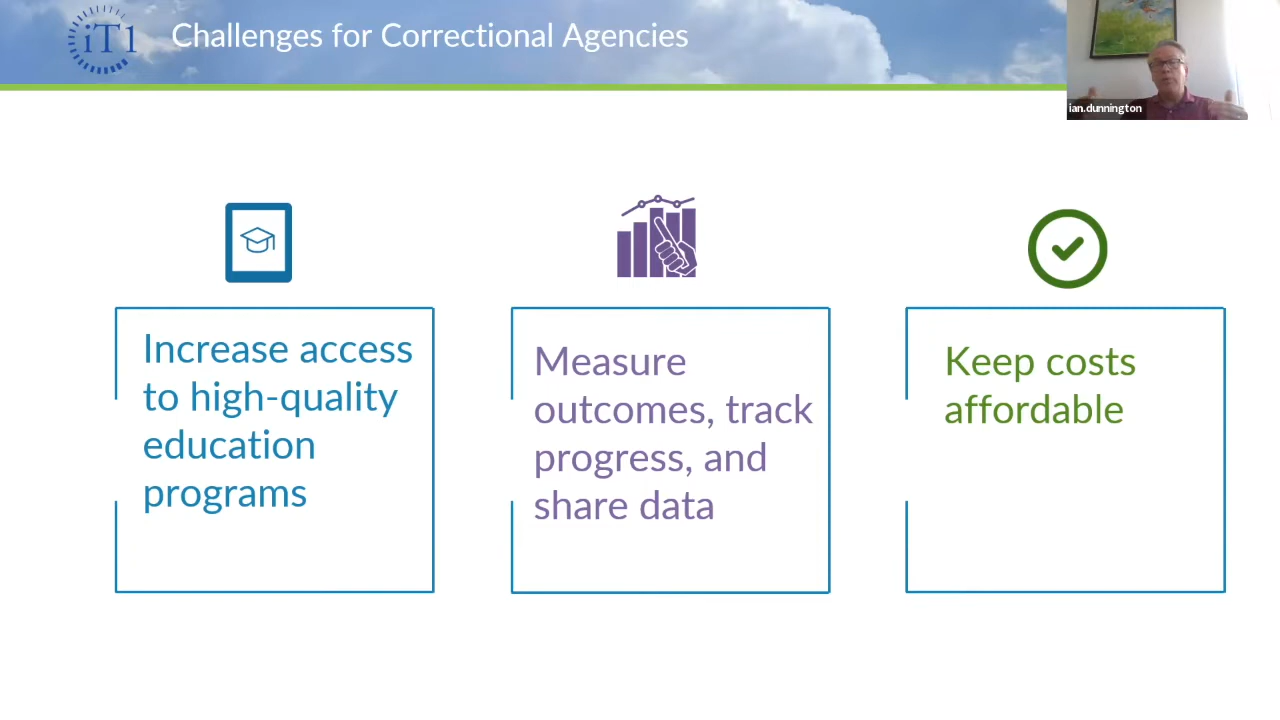 iT1
Challenges for Correctional Agencies
ian.dunnington
Increase access
to high-quality
education
programs
Measure
outcomes, track
progress, and
share data
Keep costs
affordable